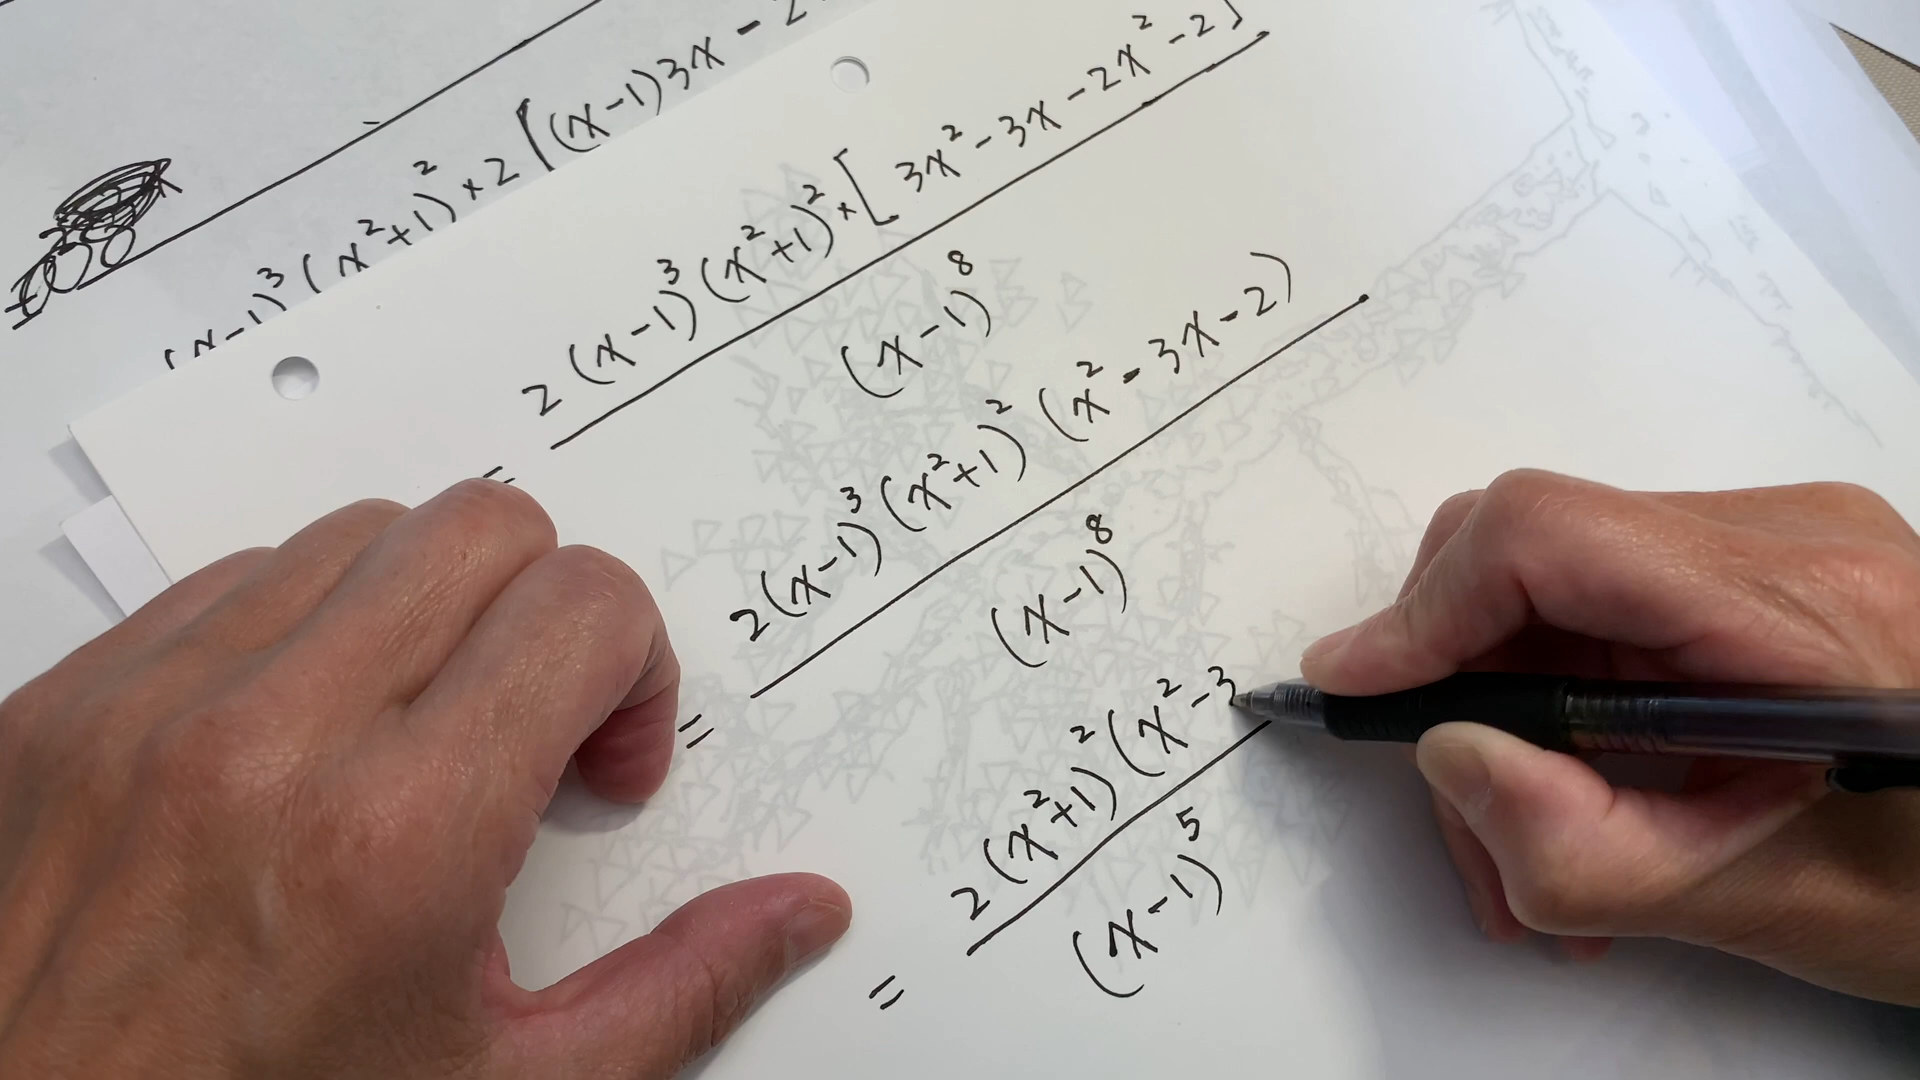 (x-1)³(x²+1)² × 2[(x-1)3x - 2
2(x-1)³(x²+1)² × [3x² - 3x - 2x² - 2]
(x-1)⁸
= 2(x-1)³(x²+1)²(x² - 3x - 2)
(x-1)⁸
= 2(x²+1)²(x² - 3
(x-1)⁵